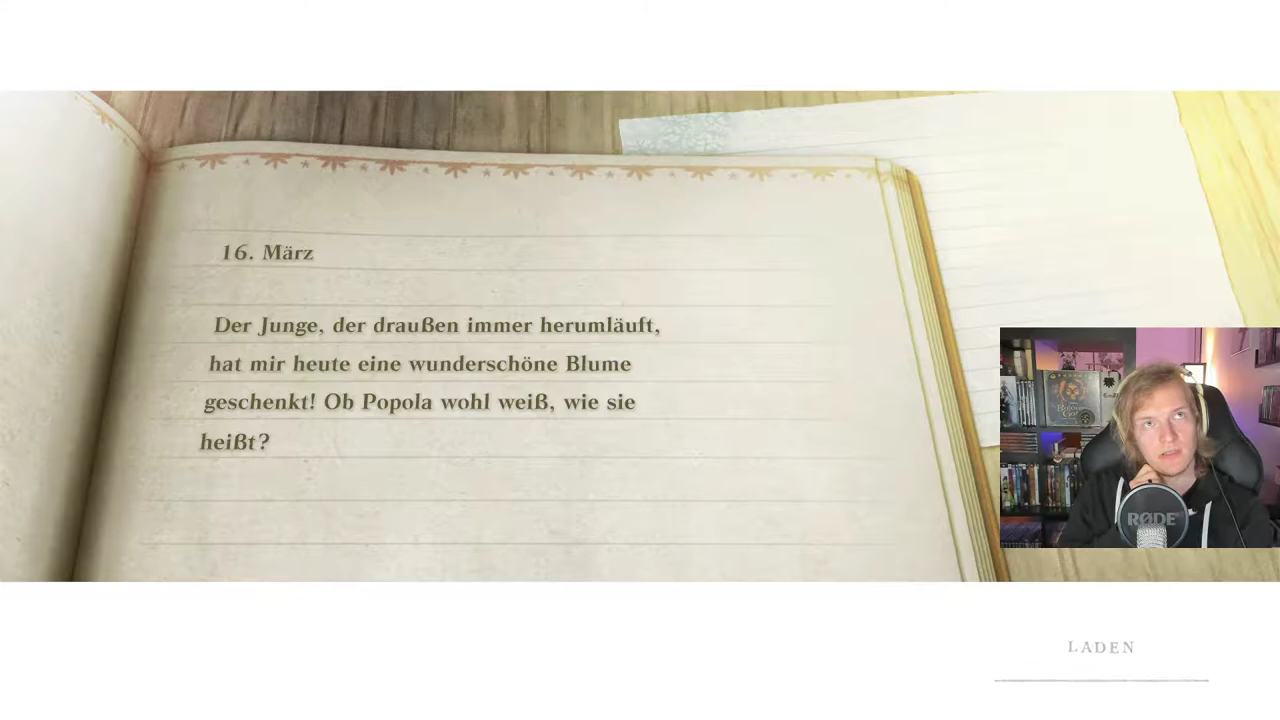 16. März
Der Junge, der draußen immer herumläuft,
hat mir heute eine wunderschöne Blume
geschenkt! Ob Popola wohl weiß, wie sie
heißt?
RØDE
LADEN